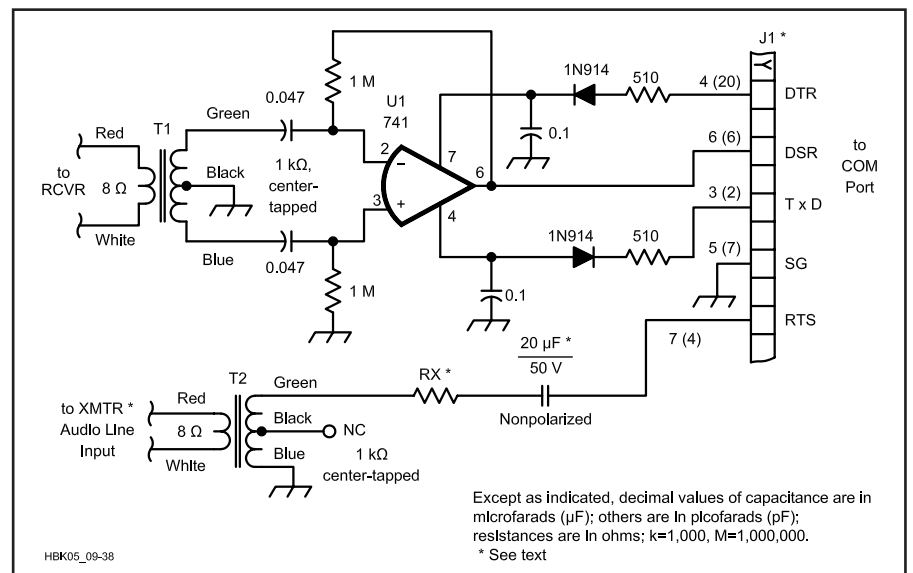 J1 *
1N914
510
4 (20)
DTR
1 M
U1
741
0.047
Green
0.1
6 (6)
DSR
to
COM
Port
Red
T1
7
2
−
6
to
RCVR
8 Ω
Black
1 kΩ,
center-
tapped
3
+
4
3 (2)
T x D
White
Blue
0.047
1N914
510
5 (7)
SG
1 M
0.1
RTS
7 (4)
20 µF *
50 V
Nonpolarized
RX *
T2
Green
to XMTR *
Audio Line
Input
Red
8 Ω
White
Black
NC
Blue
1 kΩ
center-tapped
Except as indicated, decimal values of capacitance are in
microfarads (µF); others are in picofarads (pF);
resistances are in ohms; k=1,000, M=1,000,000.
* See text
HBK05_09-38